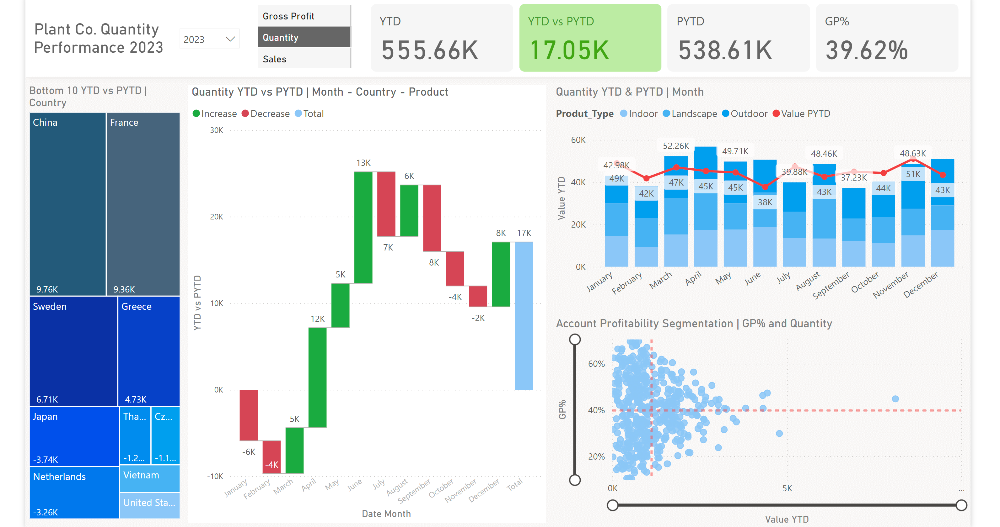 Plant Co. Quantity
Performance 2023
2023
Gross Profit
Quantity
Sales
YTD
555.66K
YTD vs PYTD
17.05K
PYTD
538.61K
GP%
39.62%
Bottom 10 YTD vs PYTD |
Country
China
-9.76K
France
-9.36K
Sweden
-6.71K
Greece
-4.73K
Japan
-3.74K
Tha...
-1.2...
Cz...
-1.1...
Netherlands
-3.26K
Vietnam
United Sta...
Quantity YTD vs PYTD | Month - Country - Product
Increase Decrease Total
YTD vs PYTD
30K
20K
10K
0K
-10K
-6K
-4K
5K
12K
5K
13K
-7K
6K
-8K
-4K
-2K
8K
17K
January
February
March
April
May
June
July
August
September
October
November
December
Total
Date Month
Quantity YTD & PYTD | Month
Produt_Type Indoor Landscape Outdoor Value PYTD
Value YTD
60K
40K
20K
0K
42.98K
52.26K
49.71K
39.88K
48.46K
37.23K
48.63K
49K
42K
47K
45K
45K
38K
43K
44K
51K
43K
January
February
March
April
May
June
July
August
September
October
November
December
Account Profitability Segmentation | GP% and Quantity
GP%
60%
40%
20%
0K
5K
...
Value YTD